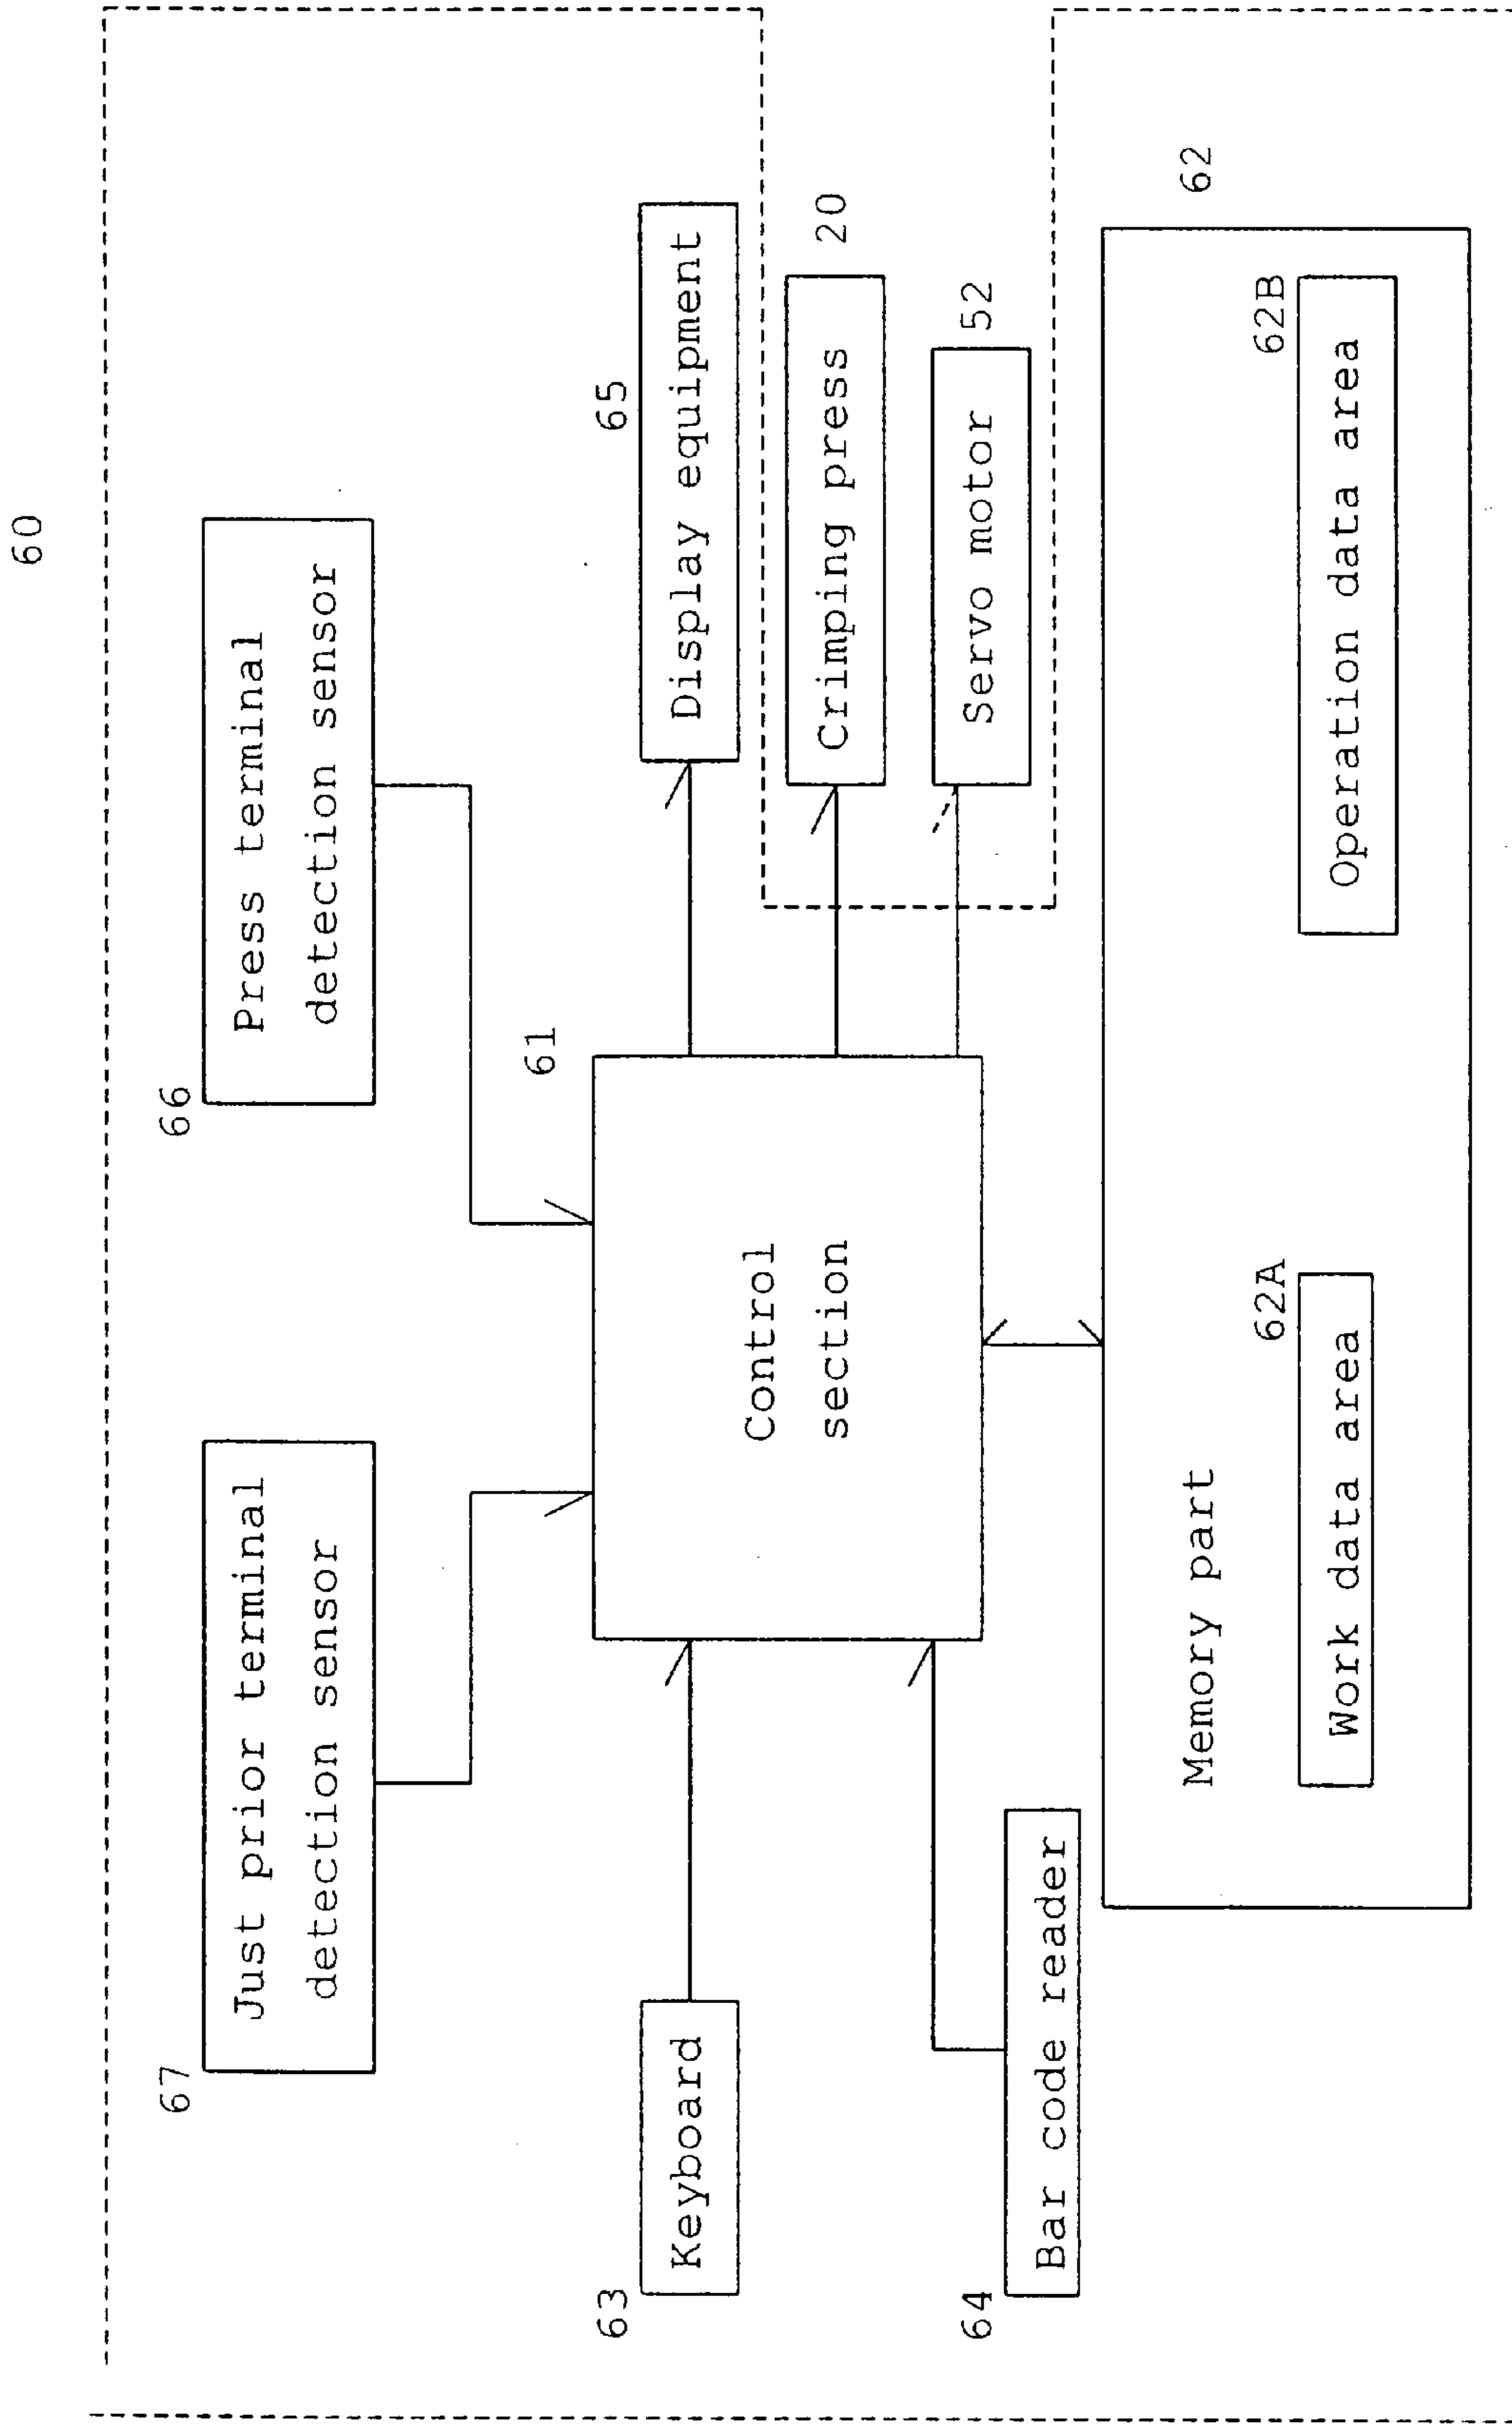 60
67
Just prior terminal
detection sensor
66
Press terminal
detection sensor
61
65
63
Keyboard
Control
section
Display equipment
Crimping press
20
Servo motor
52
64
Bar code reader
Memory part
62
62A
Work data area
62B
Operation data area